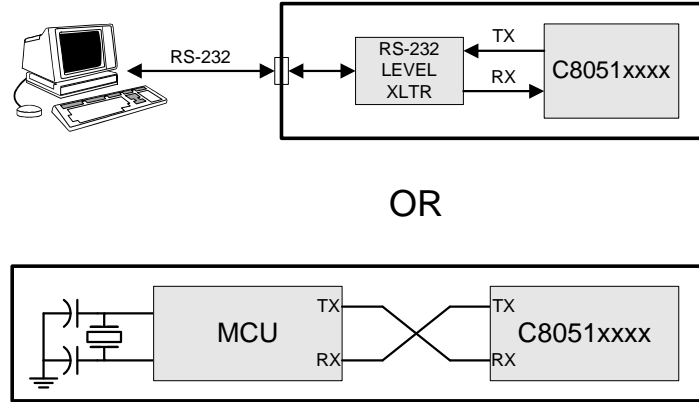 RS-232
RS-232
LEVEL
XLTR
TX
RX
C8051xxxx
OR
MCU
TX
RX
TX
RX
C8051xxxx